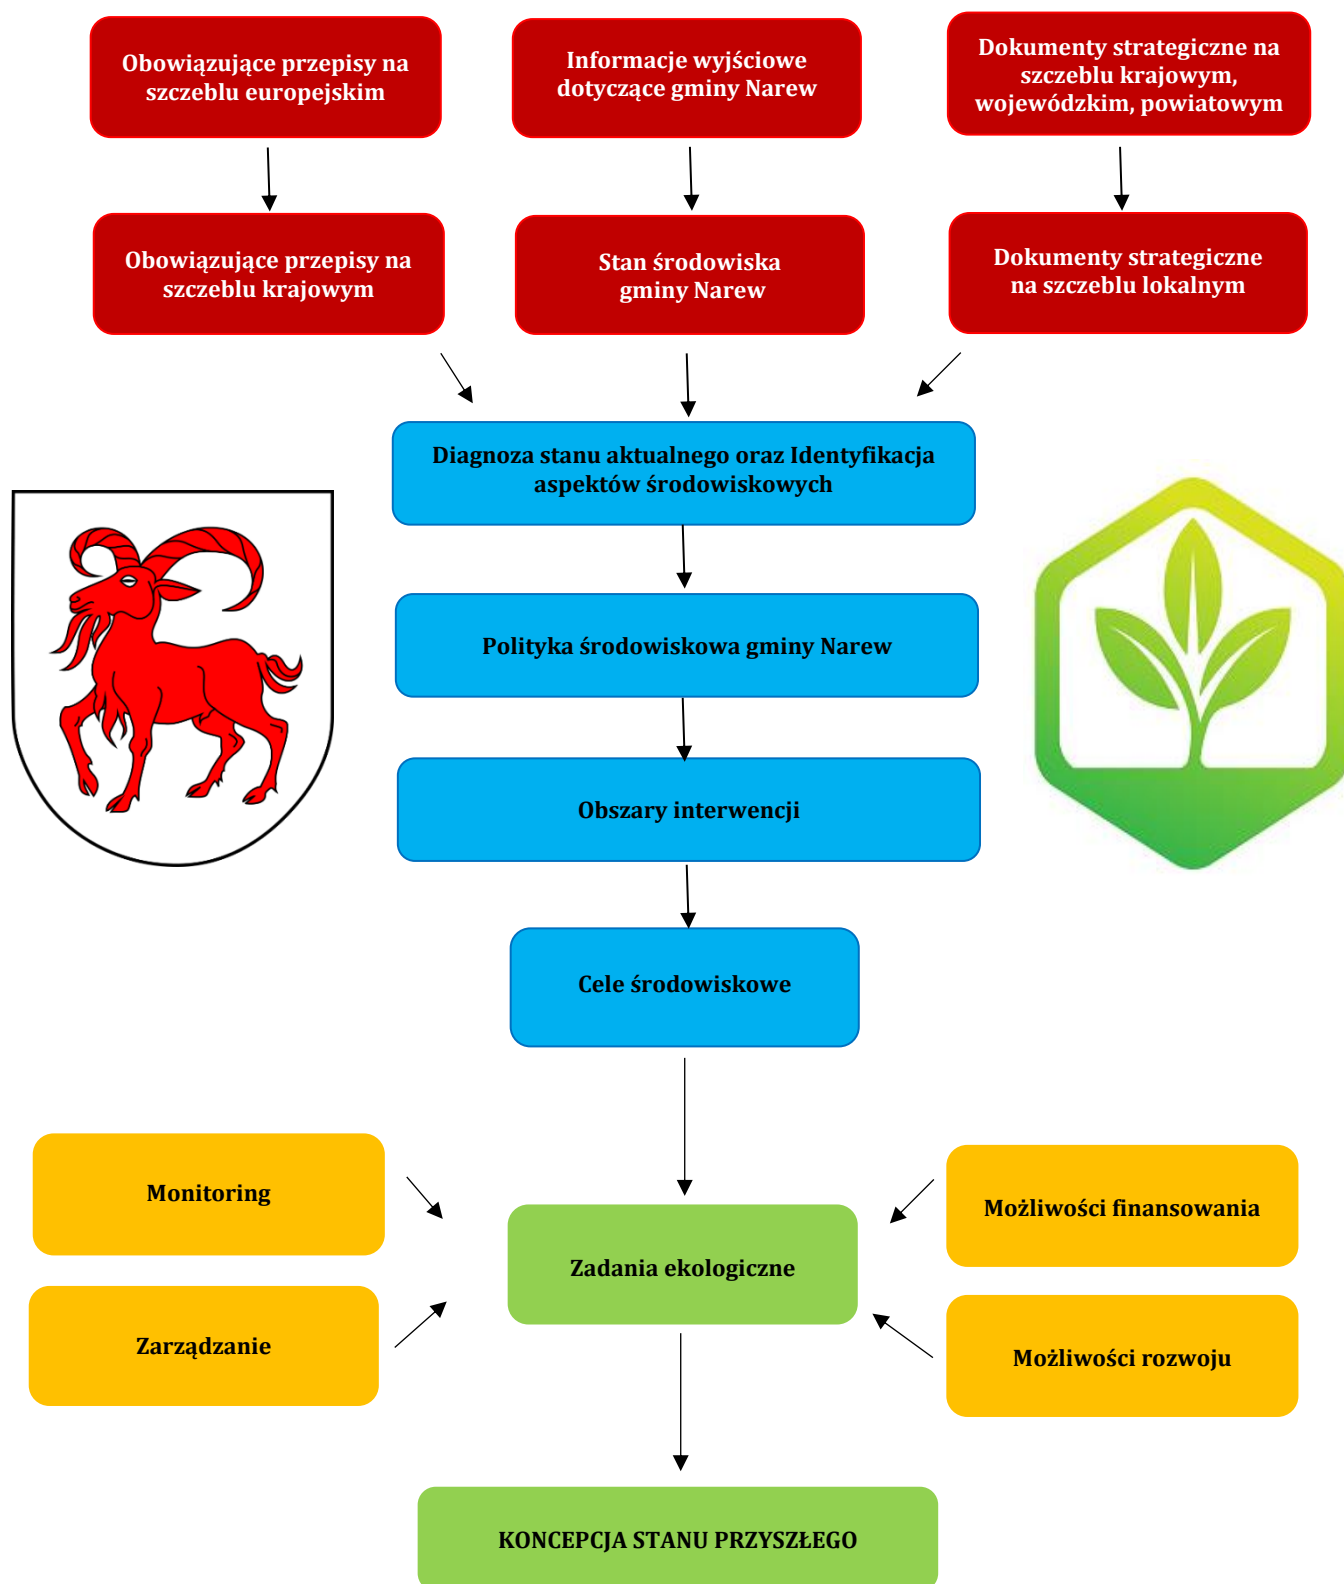 Obowiązujące przepisy na
szczeblu europejskim
Informacje wyjściowe
dotyczące gminy Narew
Dokumenty strategiczne na
szczeblu krajowym,
wojewódzkim, powiatowym
Obowiązujące przepisy na
szczeblu krajowym
Stan środowiska
gminy Narew
Dokumenty strategiczne
na szczeblu lokalnym
Diagnoza stanu aktualnego oraz Identyfikacja
aspektów środowiskowych
Polityka środowiskowa gminy Narew
Obszary interwencji
Cele środowiskowe
Monitoring
Możliwości finansowania
Zadania ekologiczne
Zarządzanie
Możliwości rozwoju
KONCEPCJA STANU PRZYSZŁEGO